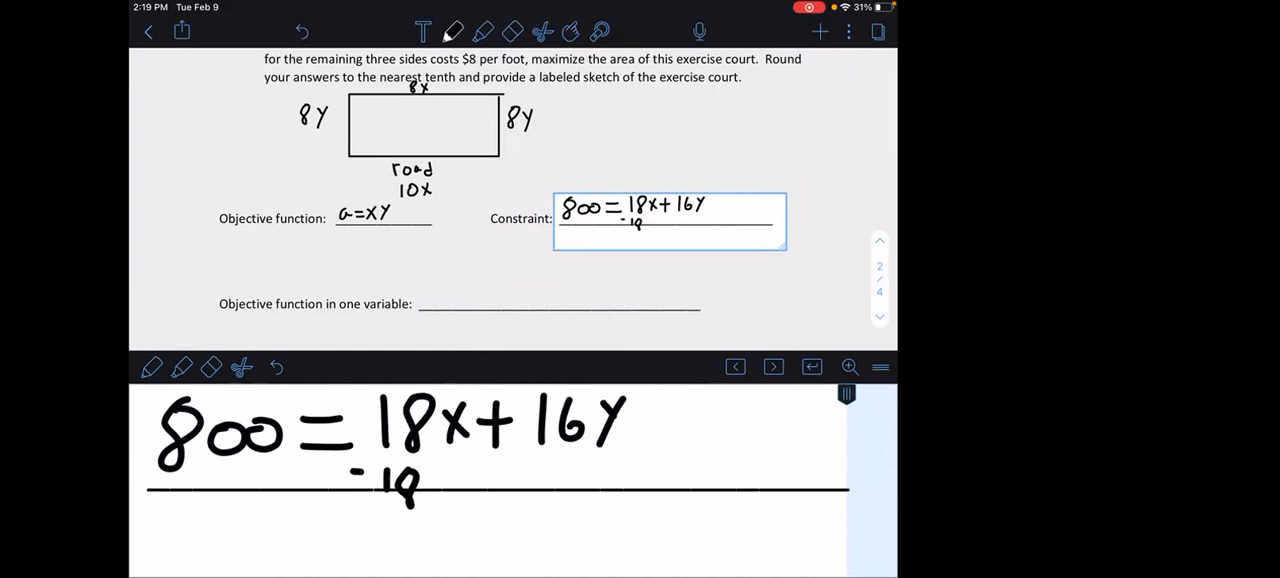 2:19 PM Tue Feb 9
31%
T
for the remaining three sides costs $8 per foot, maximize the area of this exercise court. Round
your answers to the nearest tenth and provide a labeled sketch of the exercise court.
8x
8y
8y
road
10x
Objective function: a=xy
Constraint: 800=18x+16y
-18
2
/
4
Objective function in one variable:
800=18x+16y
-18